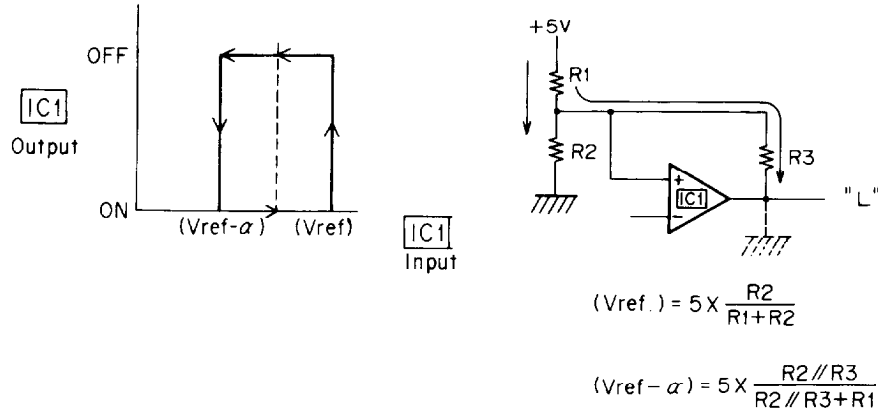 OFF
IC1
Output
ON
(Vref-α) (Vref)
IC1
Input
+5V
R1
R2
R3
+
IC1
−
"L"
(Vref.) = 5 X R2 / R1+R2
(Vref-α) = 5 X R2//R3 / R2//R3+R1